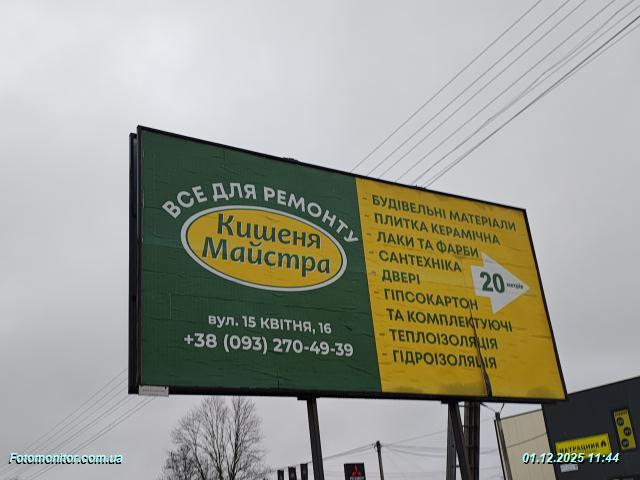 ВСЕ ДЛЯ РЕМОНТУ
Кишеня
Майстра
вул. 15 КВІТНЯ, 16
+38 (093) 270-49-39
- БУДІВЕЛЬНІ МАТЕРІАЛИ
- ПЛИТКА КЕРАМІЧНА
- ЛАКИ ТА ФАРБИ
- САНТЕХНІКА
- ДВЕРІ
- ГІПСОКАРТОН
ТА КОМПЛЕКТУЮЧІ
- ТЕПЛОІЗОЛЯЦІЯ
- ГІДРОІЗОЛЯЦІЯ
20 метрів
МАТРАЦНИК
Fotomonitor.com.ua
01.12.2025 11:44